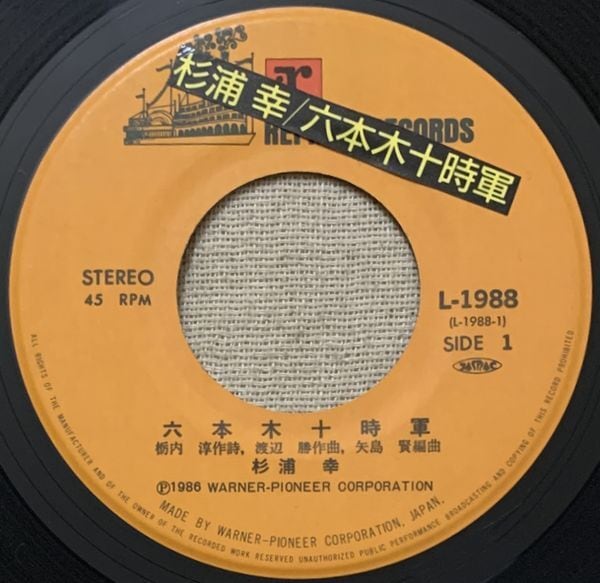 杉浦 幸/六本木十時軍
RECORDS
STEREO
45 RPM
L-1988
(L-1988-1)
SIDE 1
JASRAC
六本木十時軍
栃内 淳作詩, 渡辺 勝作曲, 矢島 賢編曲
杉浦 幸
Ⓟ1986 WARNER-PIONEER CORPORATION
MADE BY WARNER-PIONEER CORPORATION, JAPAN.
ALL RIGHTS OF THE MANUFACTURER AND OF THE OWNER OF THE RECORDED WORK RESERVED UNAUTHORIZED PUBLIC PERFORMANCE BROADCASTING AND COPYING OF THIS RECORD PROHIBITED